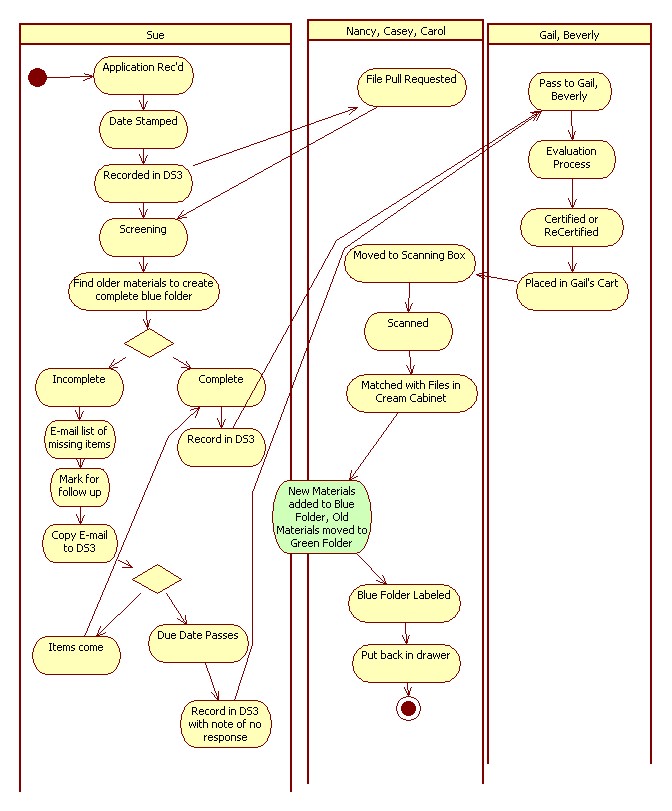 Sue
Nancy, Casey, Carol
Gail, Beverly
Application Rec'd
Date Stamped
Recorded in DS3
Screening
Find older materials to create
complete blue folder
Incomplete
Complete
E-mail list of
missing items
Record in DS3
Mark for
follow up
Copy E-mail
to DS3
Items come
Due Date Passes
Record in DS3
with note of no
response
File Pull Requested
Moved to Scanning Box
Scanned
Matched with Files in
Cream Cabinet
New Materials
added to Blue
Folder, Old
Materials moved to
Green Folder
Blue Folder Labeled
Put back in drawer
Pass to Gail,
Beverly
Evaluation
Process
Certified or
ReCertified
Placed in Gail's Cart